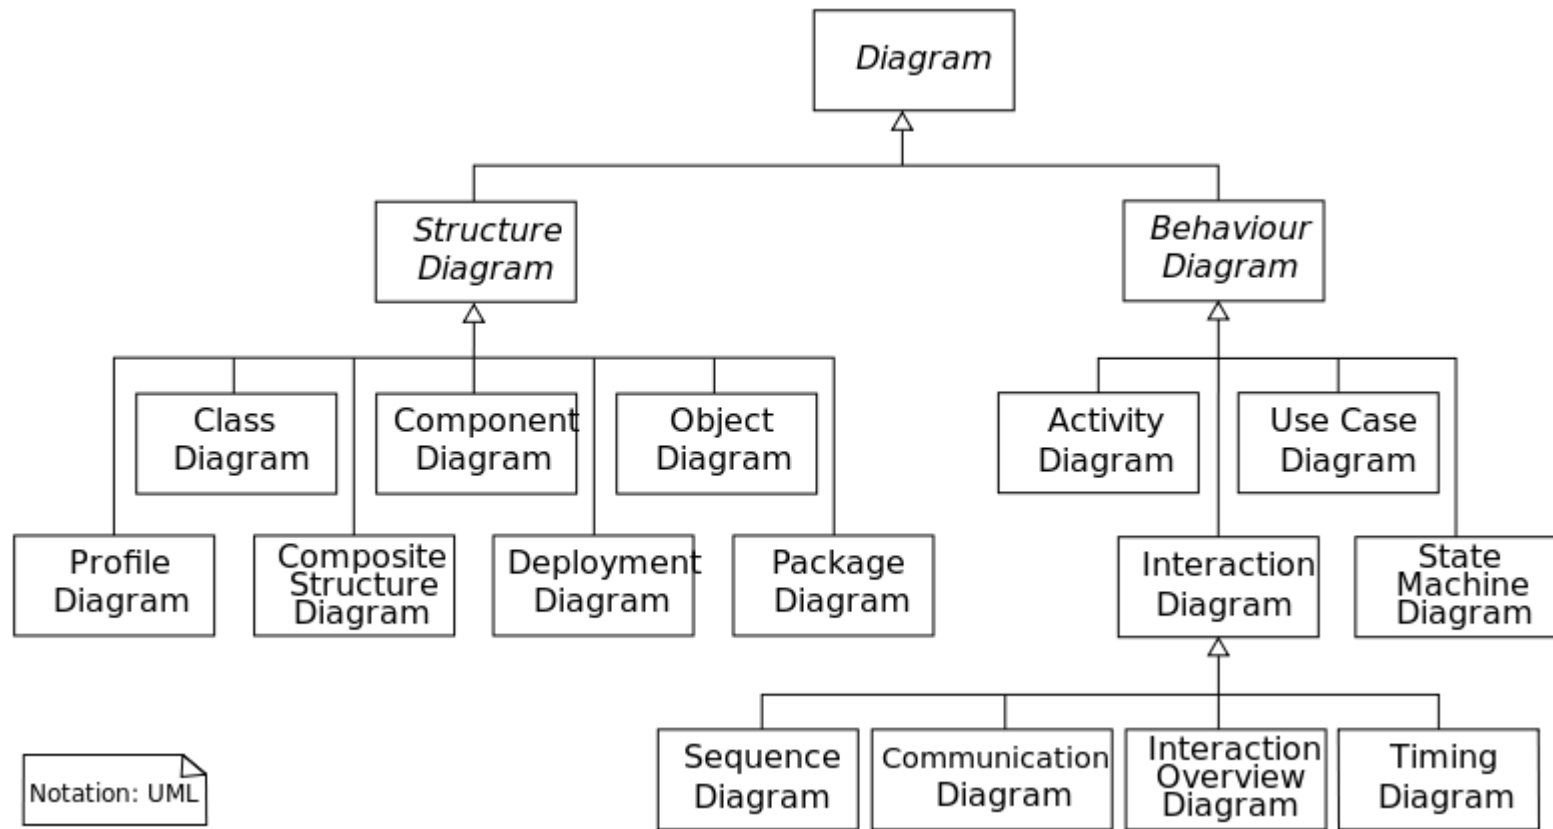 Diagram
Structure
Diagram
Behaviour
Diagram
Class
Diagram
Component
Diagram
Object
Diagram
Activity
Diagram
Use Case
Diagram
Profile
Diagram
Composite
Structure
Diagram
Deployment
Diagram
Package
Diagram
Interaction
Diagram
State
Machine
Diagram
Sequence
Diagram
Communication
Diagram
Interaction
Overview
Diagram
Timing
Diagram
Notation: UML